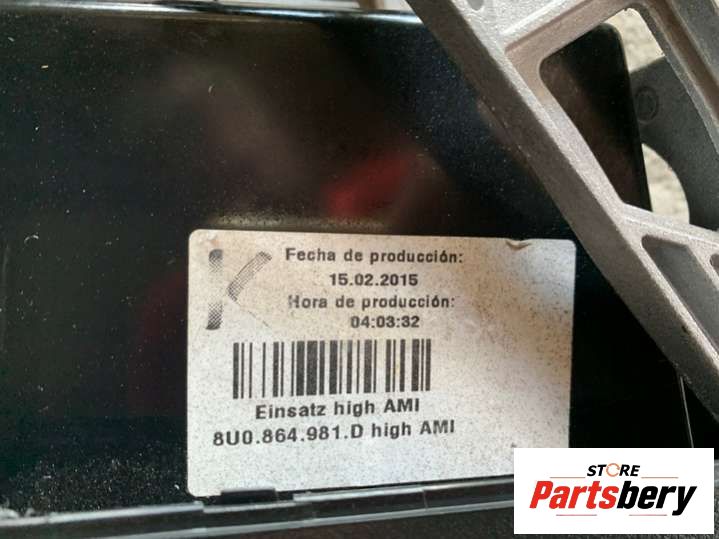 K
Fecha de producción:
15.02.2015
Hora de producción:
04:03:32
Einsatz high AMI
8U0.864.981.D high AMI
STORE
Partsbery